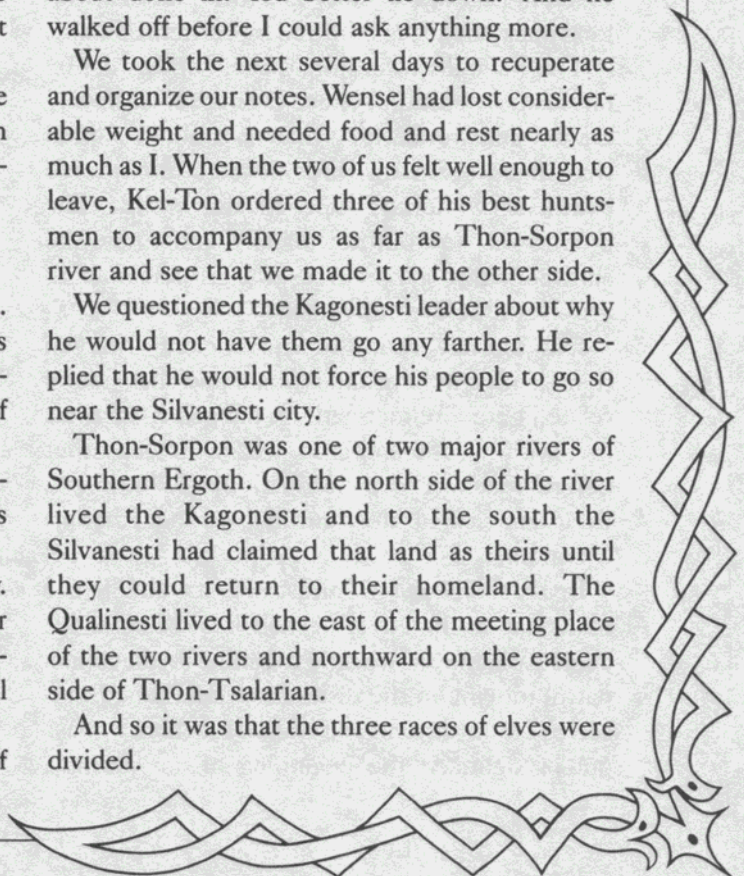 walked off before I could ask anything more.
We took the next several days to recuperate
and organize our notes. Wensel had lost consider-
able weight and needed food and rest nearly as
much as I. When the two of us felt well enough to
leave, Kel-Ton ordered three of his best hunts-
men to accompany us as far as Thon-Sorpon
river and see that we made it to the other side.
We questioned the Kagonesti leader about why
he would not have them go any farther. He re-
plied that he would not force his people to go so
near the Silvanesti city.
Thon-Sorpon was one of two major rivers of
Southern Ergoth. On the north side of the river
lived the Kagonesti and to the south the
Silvanesti had claimed that land as theirs until
they could return to their homeland. The
Qualinesti lived to the east of the meeting place
of the two rivers and northward on the eastern
side of Thon-Tsalarian.
And so it was that the three races of elves were
divided.